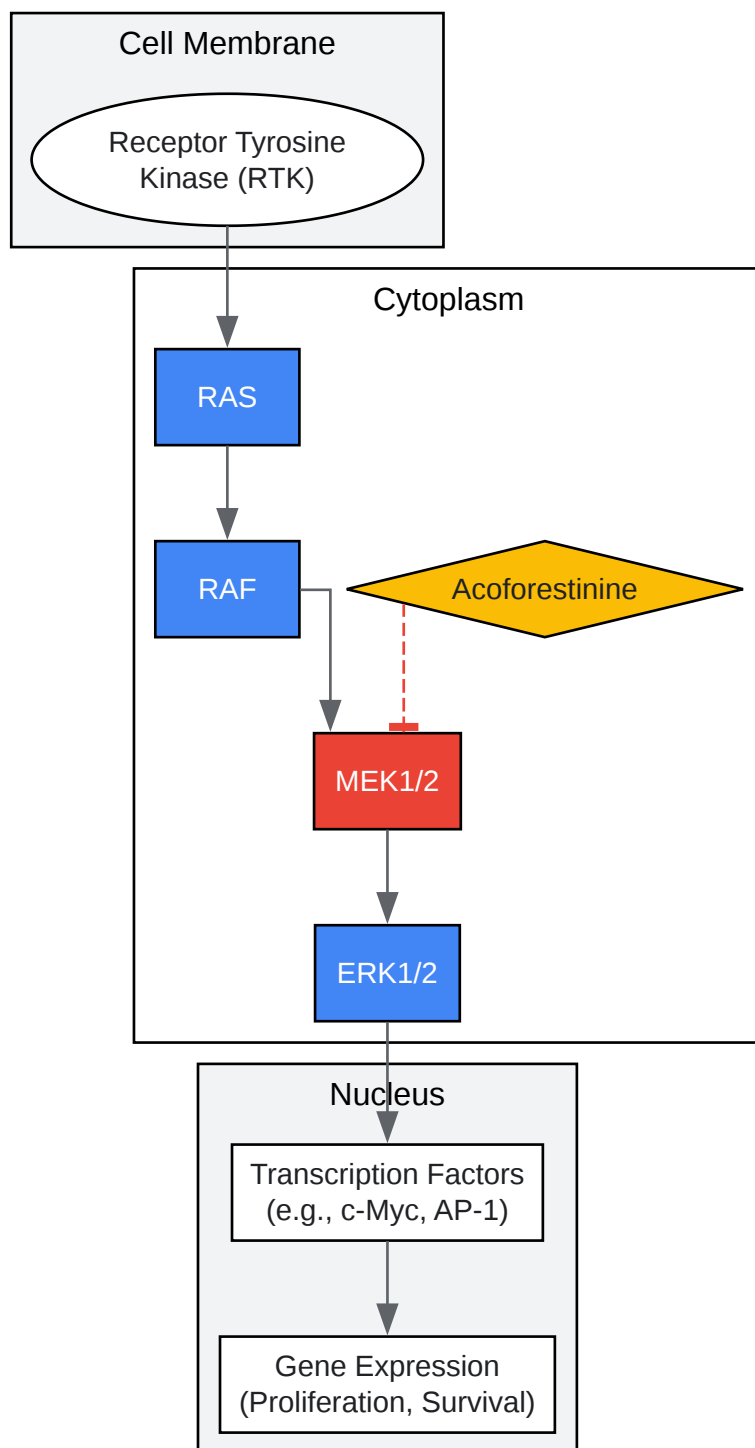 Cell Membrane
Receptor Tyrosine
Kinase (RTK)
Cytoplasm
RAS
RAF
Acoforestinine
MEK1/2
ERK1/2
Nucleus
Transcription Factors
(e.g., c-Myc, AP-1)
Gene Expression
(Proliferation, Survival)